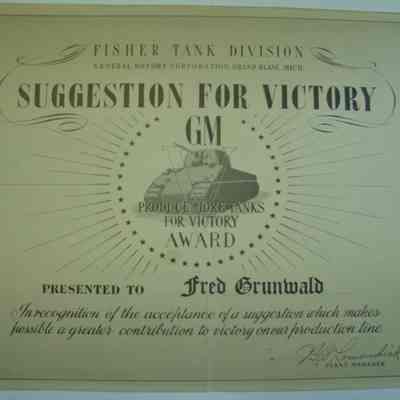 FISHER TANK DIVISION
GENERAL MOTORS CORPORATION, GRAND BLANC, MICH.
SUGGESTION FOR VICTORY
GM
PRODUCE MORE TANKS
FOR VICTORY
AWARD
PRESENTED TO Fred Grunwald
In recognition of the acceptance of a suggestion which makes
possible a greater contribution to victory on our production line
PLANT MANAGER